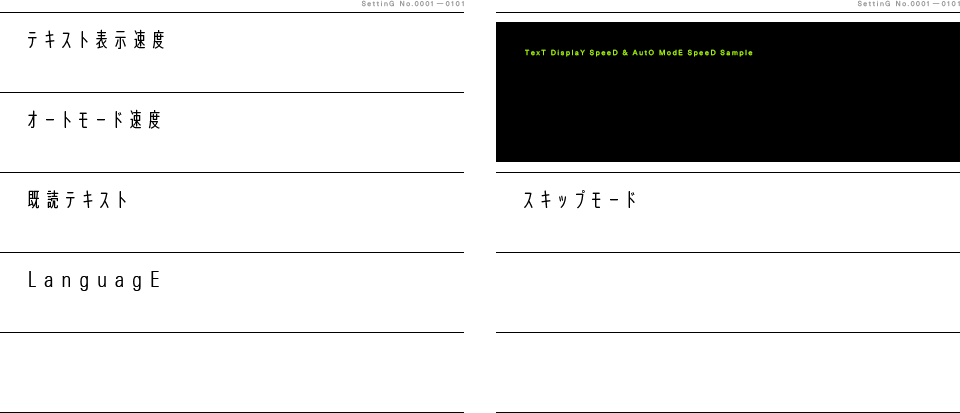 SettinG No.0001—0101
テキスト表示速度
オートモード速度
既読テキスト
LanguagE
SettinG No.0001—0101
TexT DisplaY SpeeD & AutO ModE SpeeD Sample
スキップモード